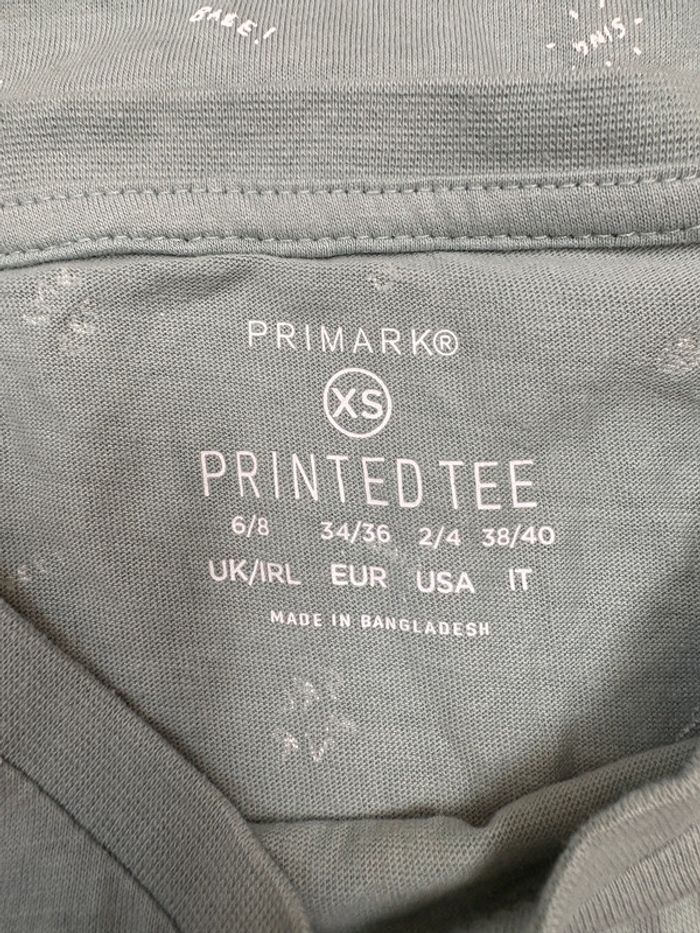 BABE!
SING
PRIMARK®
XS
PRINTED TEE
6/8 34/36 2/4 38/40
UK/IRL EUR USA IT
MADE IN BANGLADESH